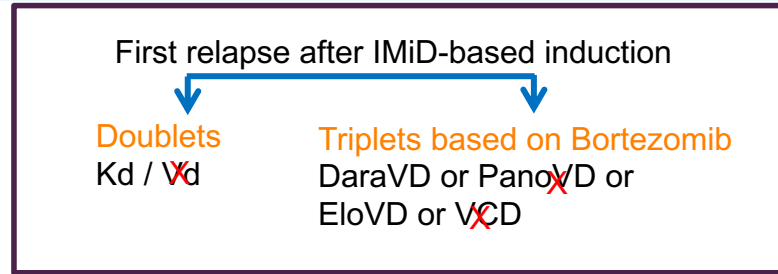 First relapse after IMiD-based induction
Doublets
Kd / Vd
Triplets based on Bortezomib
DaraVD or PanoVD or
EloVD or VCD